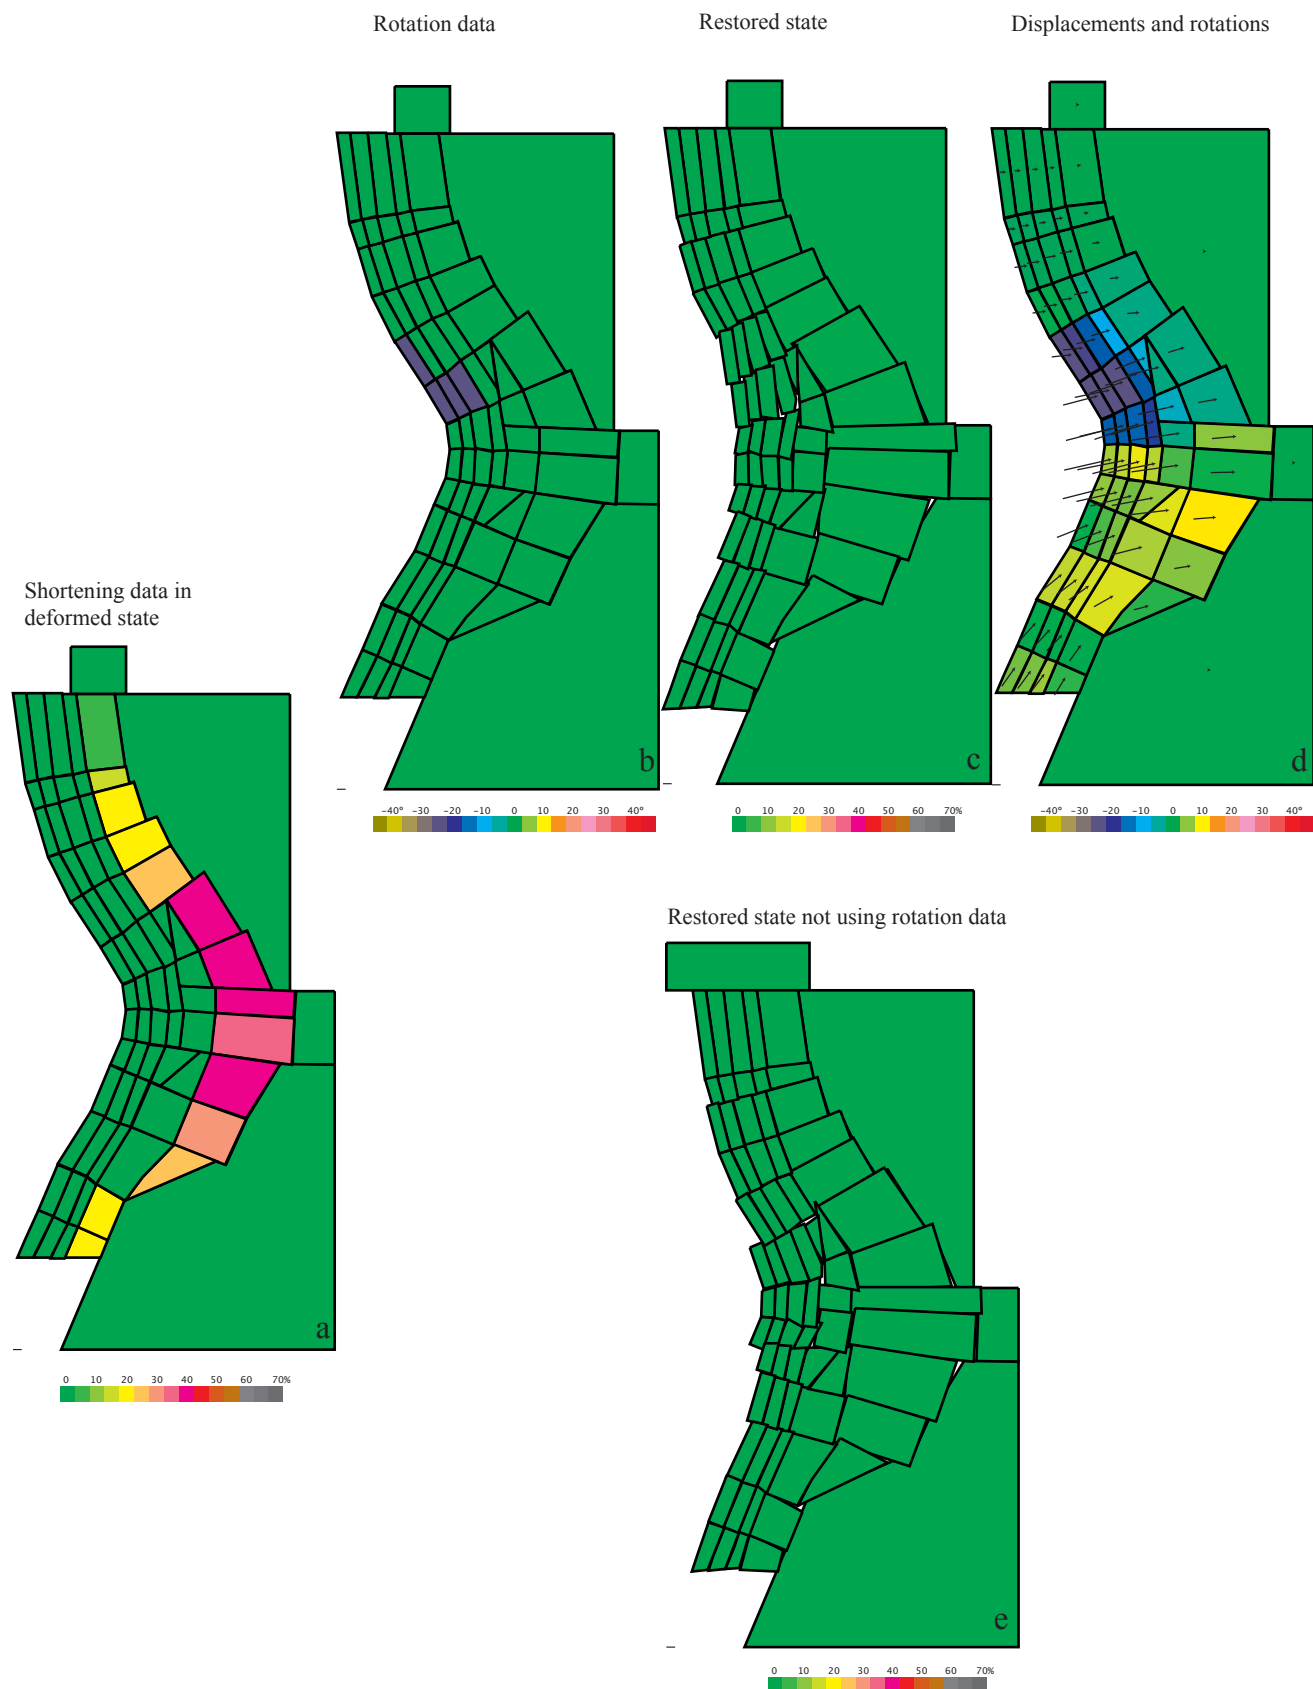 Rotation data
Restored state
Displacements and rotations
b
c
d
-40° -30 -20 -10 0 10 20 30 40°
0 10 20 30 40 50 60 70%
-40° -30 -20 -10 0 10 20 30 40°
Shortening data in
deformed state
a
0 10 20 30 40 50 60 70%
Restored state not using rotation data
e
0 10 20 30 40 50 60 70%